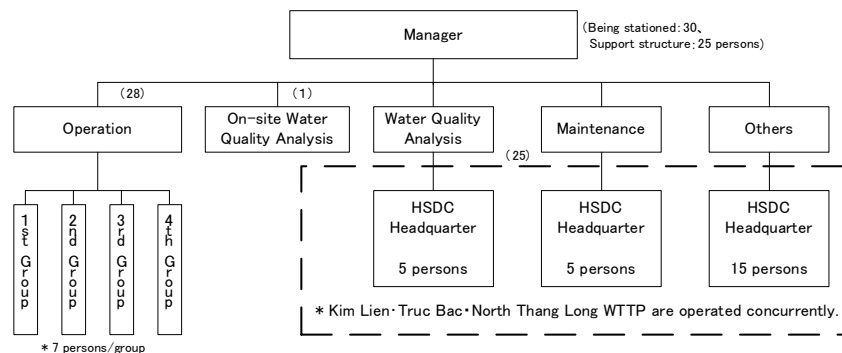 Manager
(Being stationed: 30、
Support structure: 25 persons)
(28)
(1)
Operation
On-site Water
Quality Analysis
Water Quality
Analysis
Maintenance
Others
(25)
1st Group
2nd Group
3rd Group
4th Group
HSDC
Headquarter
5 persons
HSDC
Headquarter
5 persons
HSDC
Headquarter
15 persons
* Kim Lien・Truc Bac・North Thang Long WTTP are operated concurrently.
* 7 persons/group